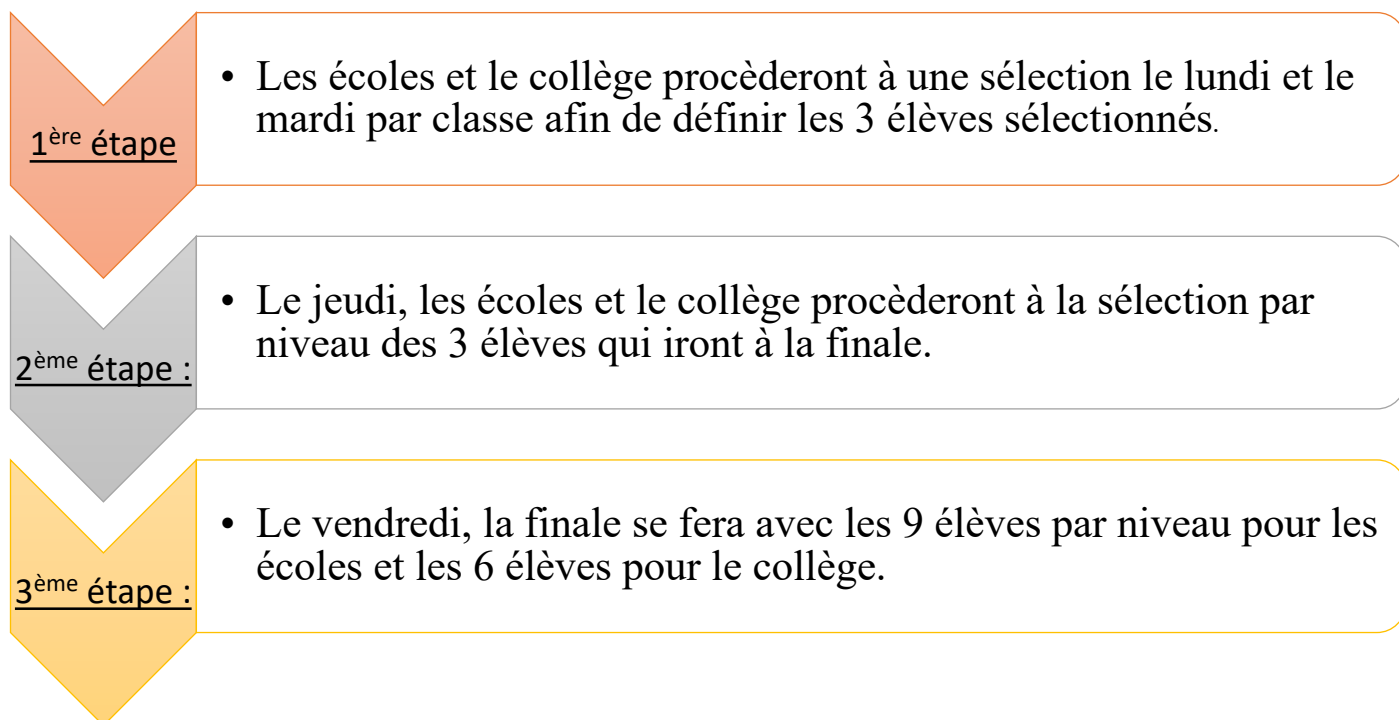 1ère étape
• Les écoles et le collège procèderont à une sélection le lundi et le
mardi par classe afin de définir les 3 élèves sélectionnés.
2ème étape :
• Le jeudi, les écoles et le collège procèderont à la sélection par
niveau des 3 élèves qui iront à la finale.
3ème étape :
• Le vendredi, la finale se fera avec les 9 élèves par niveau pour les
écoles et les 6 élèves pour le collège.